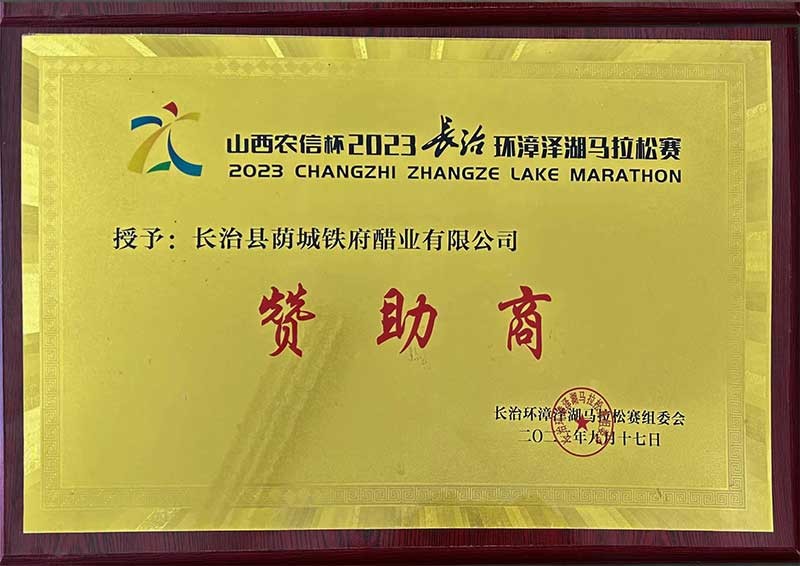 山西农信杯2023长治环漳泽湖马拉松赛
2023 CHANGZHI ZHANGZE LAKE MARATHON
授予：长治县荫城铁府醋业有限公司
赞助商
长治环漳泽湖马拉松赛组委会
二〇二三年九月十七日